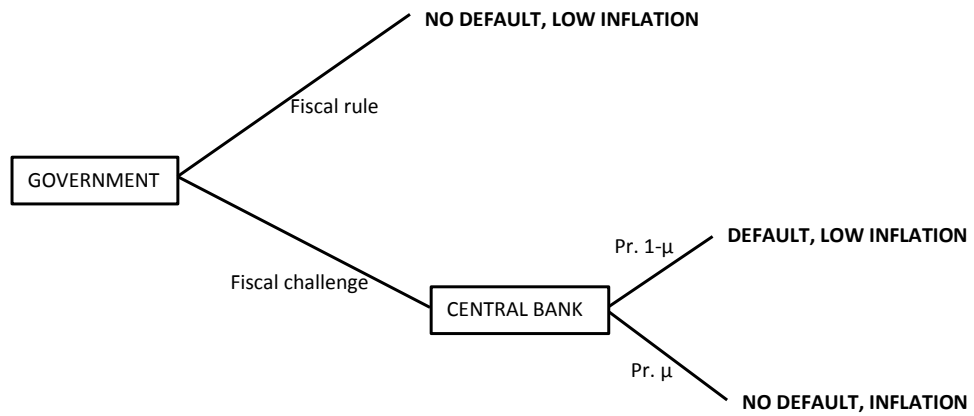 NO DEFAULT, LOW INFLATION
Fiscal rule
GOVERNMENT
DEFAULT, LOW INFLATION
Pr. 1-μ
Fiscal challenge
CENTRAL BANK
Pr. μ
NO DEFAULT, INFLATION